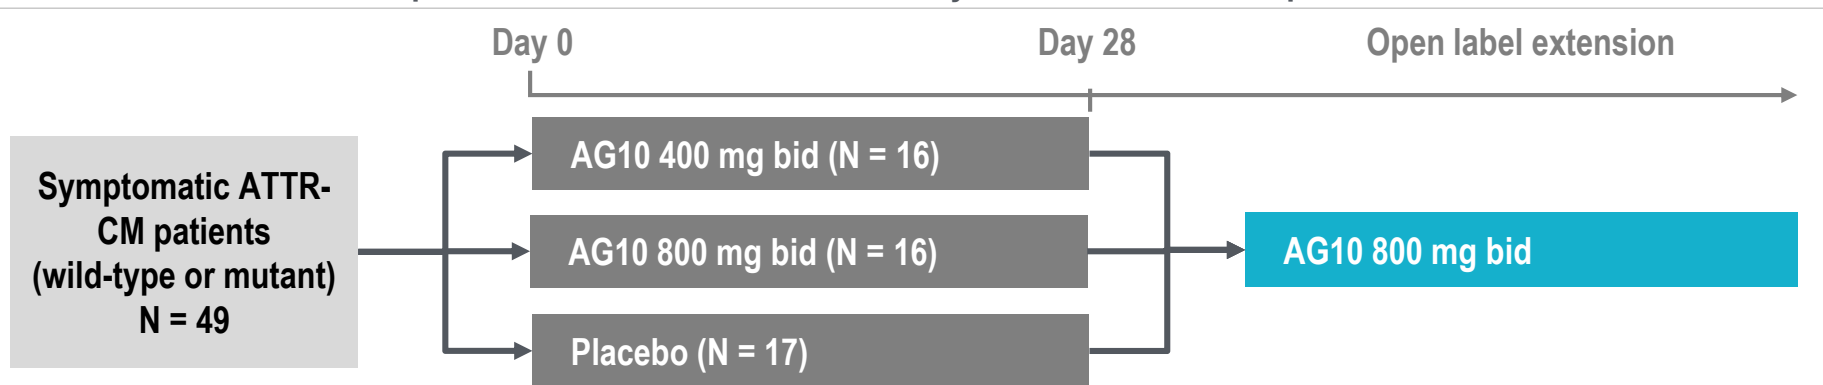 Day 0
Day 28
Open label extension
Symptomatic ATTR-
CM patients
(wild-type or mutant)
N = 49
AG10 400 mg bid (N = 16)
AG10 800 mg bid (N = 16)
Placebo (N = 17)
AG10 800 mg bid